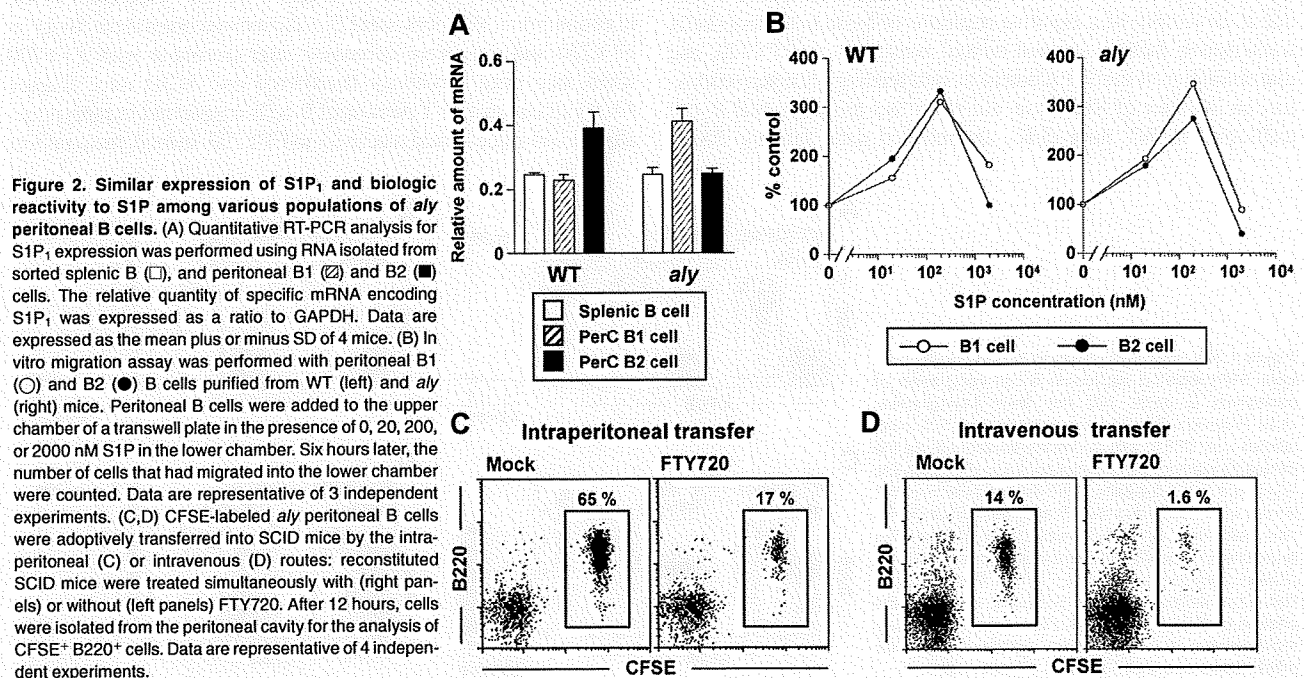 Figure 2. Similar expression of S1P₁ and biologic
reactivity to S1P among various populations of aly
peritoneal B cells. (A) Quantitative RT-PCR analysis for
S1P₁ expression was performed using RNA isolated from
sorted splenic B (□), and peritoneal B1 (▨) and B2 (■)
cells. The relative quantity of specific mRNA encoding
S1P₁ was expressed as a ratio to GAPDH. Data are
expressed as the mean plus or minus SD of 4 mice. (B) In
vitro migration assay was performed with peritoneal B1
(○) and B2 (●) B cells purified from WT (left) and aly
(right) mice. Peritoneal B cells were added to the upper
chamber of a transwell plate in the presence of 0, 20, 200,
or 2000 nM S1P in the lower chamber. Six hours later, the
number of cells that had migrated into the lower chamber
were counted. Data are representative of 3 independent
experiments. (C,D) CFSE-labeled aly peritoneal B cells
were adoptively transferred into SCID mice by the intra-
peritoneal (C) or intravenous (D) routes: reconstituted
SCID mice were treated simultaneously with (right pan-
els) or without (left panels) FTY720. After 12 hours, cells
were isolated from the peritoneal cavity for the analysis of
CFSE⁺ B220⁺ cells. Data are representative of 4 indepen-
dent experiments.
A
Relative amount of mRNA
0.6
0.4
0.2
0
WT aly
Splenic B cell
PerC B1 cell
PerC B2 cell
B
WT
% control
400
300
200
100
0
0 10¹ 10² 10³ 10⁴
aly
400
300
200
100
0
0 10¹ 10² 10³ 10⁴
S1P concentration (nM)
B1 cell B2 cell
C
Intraperitoneal transfer
Mock FTY720
65 % 17 %
B220
CFSE
D
Intravenous transfer
Mock FTY720
14 % 1.6 %
B220
CFSE